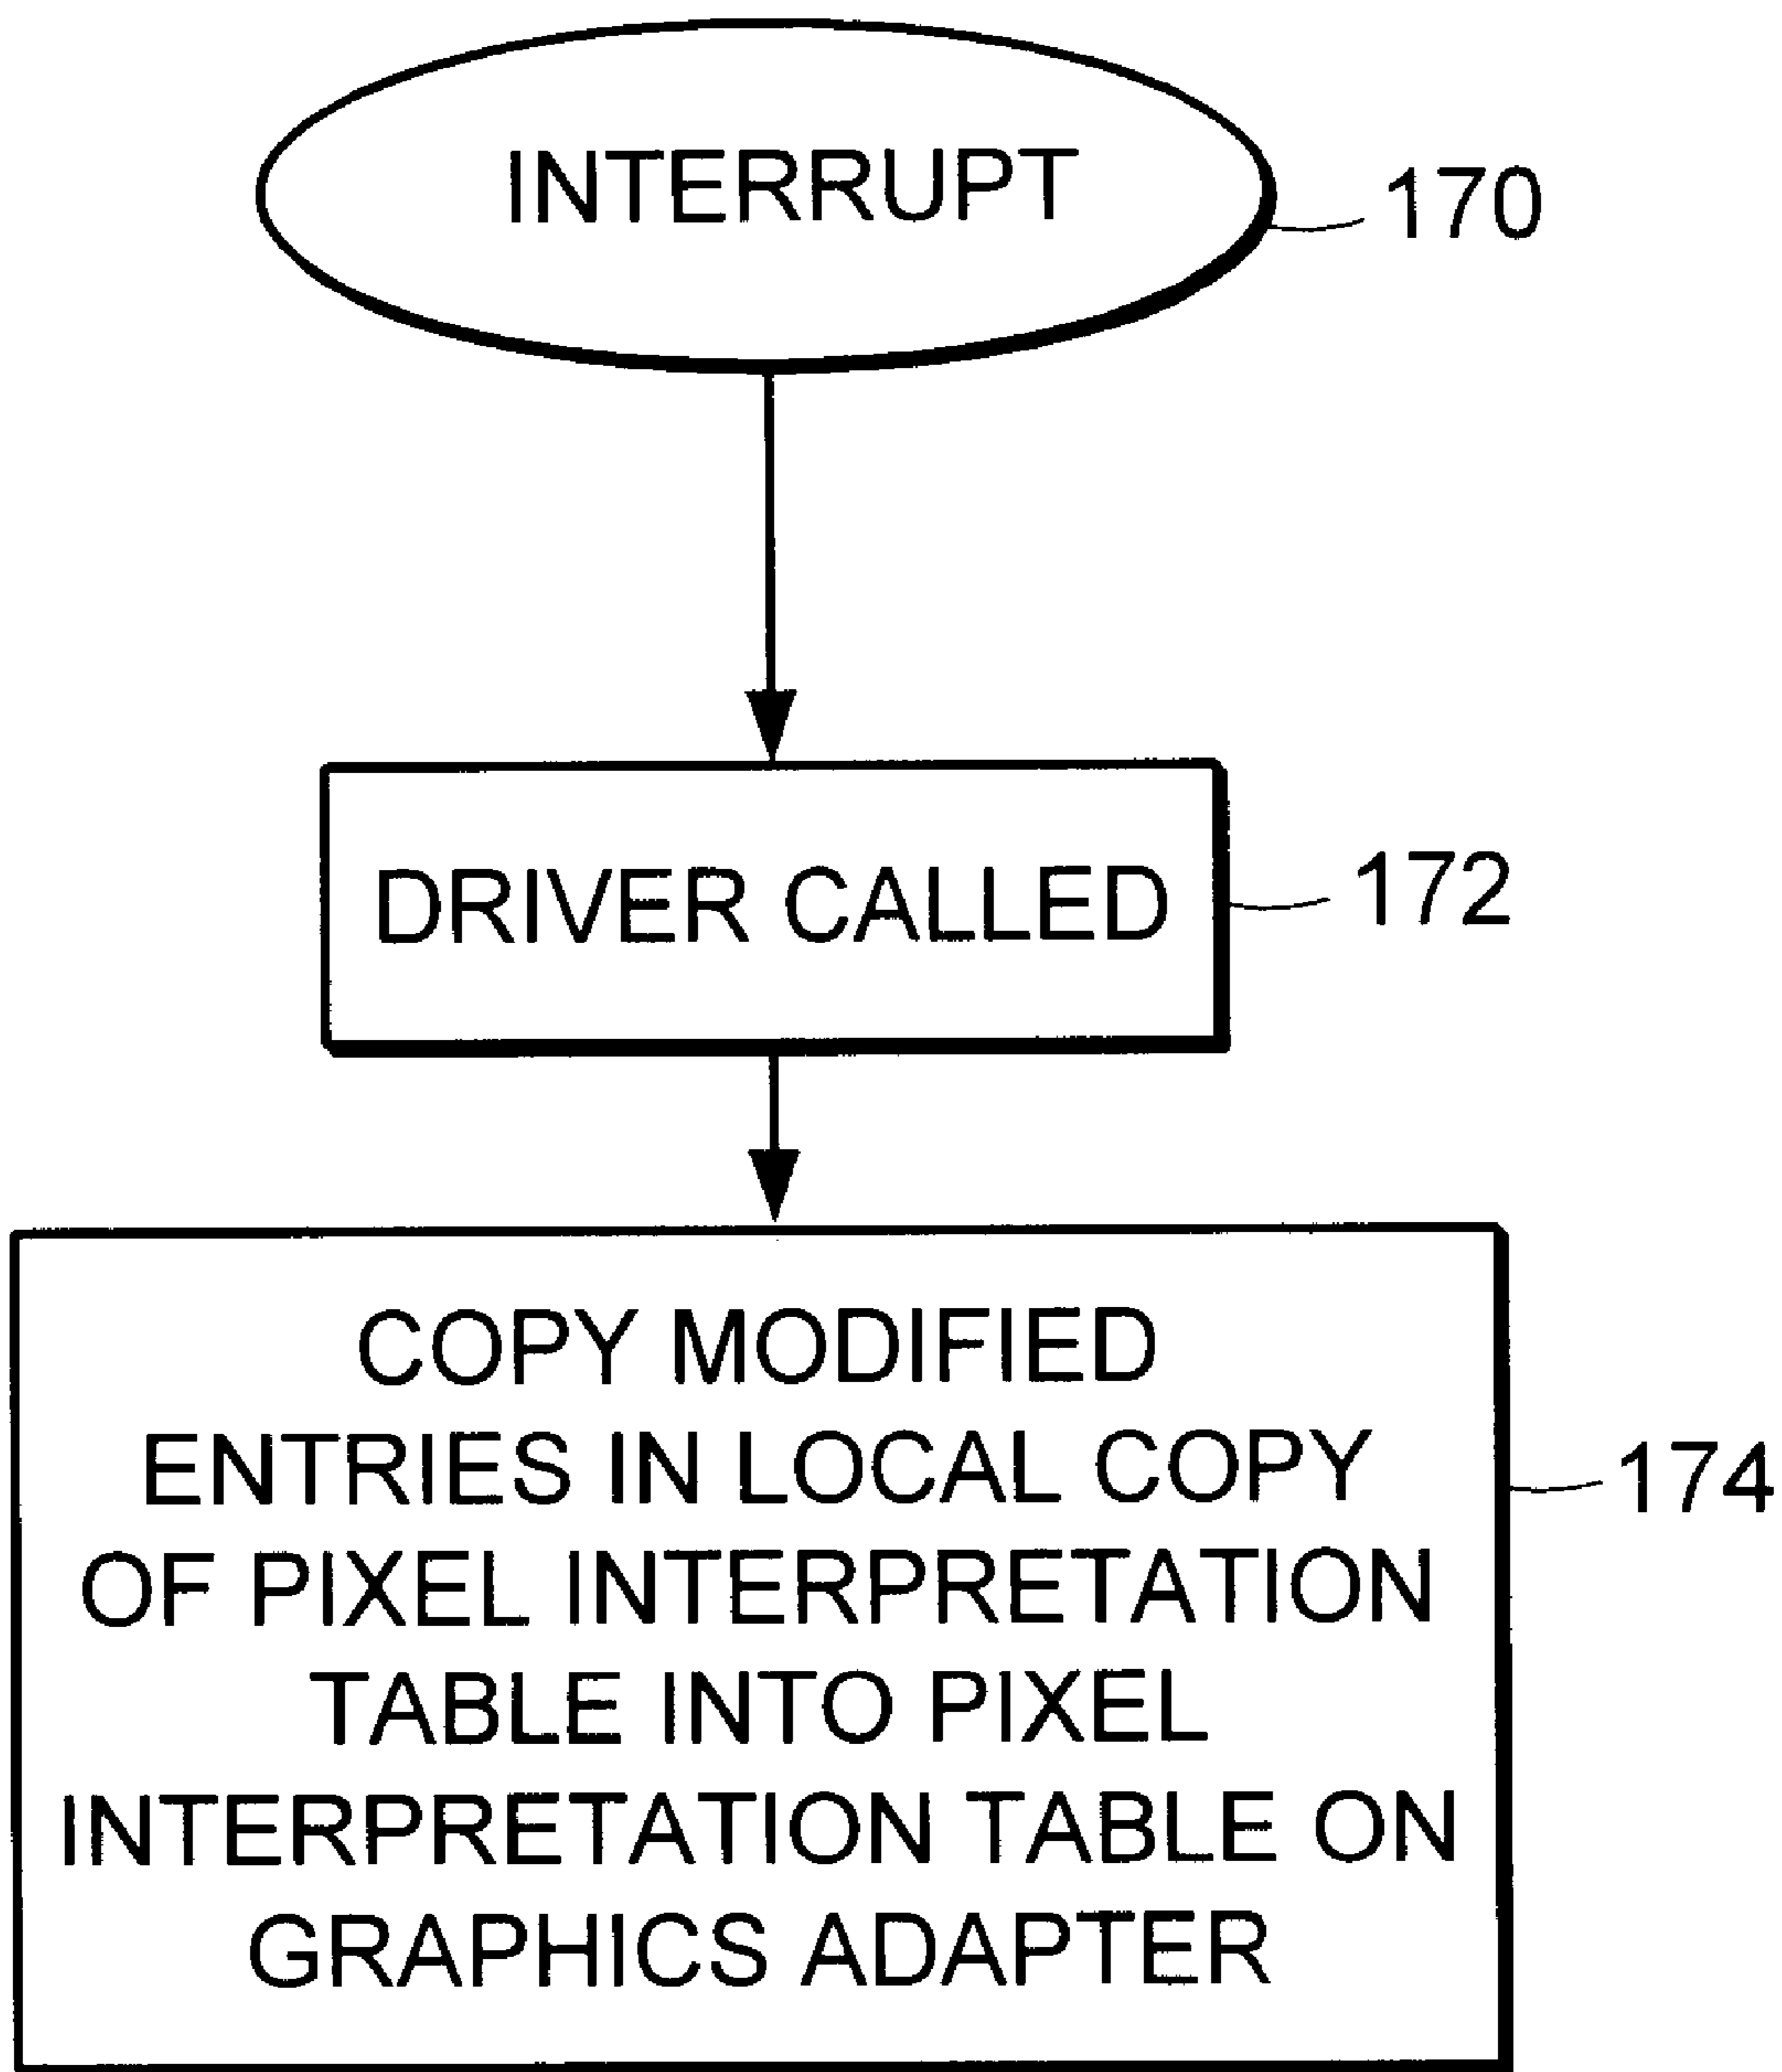 INTERRUPT
170
DRIVER CALLED
172
COPY MODIFIED
ENTRIES IN LOCAL COPY
OF PIXEL INTERPRETATION
TABLE INTO PIXEL
INTERPRETATION TABLE ON
GRAPHICS ADAPTER
174